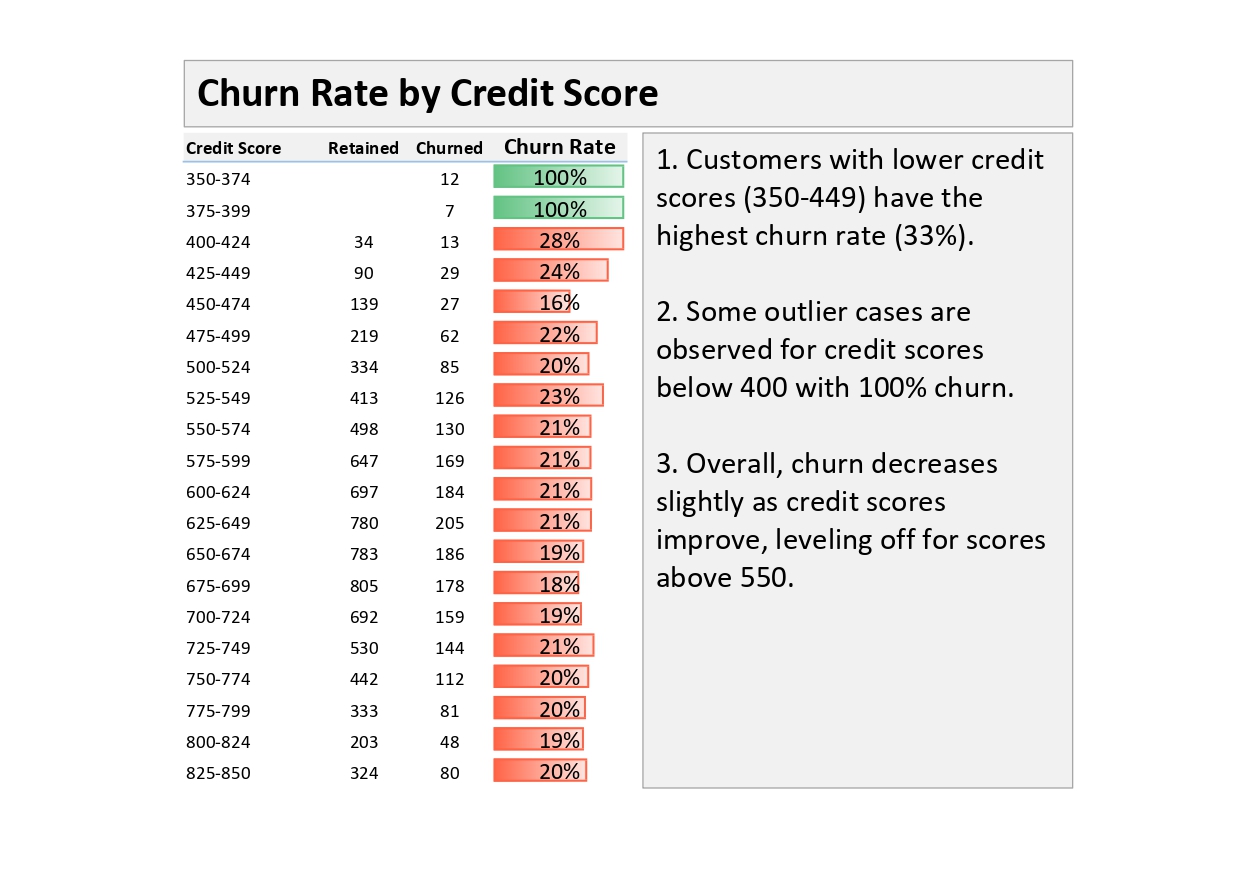 Churn Rate by Credit Score
Credit Score Retained Churned Churn Rate
350-374 12 100%
375-399 7 100%
400-424 34 13 28%
425-449 90 29 24%
450-474 139 27 16%
475-499 219 62 22%
500-524 334 85 20%
525-549 413 126 23%
550-574 498 130 21%
575-599 647 169 21%
600-624 697 184 21%
625-649 780 205 21%
650-674 783 186 19%
675-699 805 178 18%
700-724 692 159 19%
725-749 530 144 21%
750-774 442 112 20%
775-799 333 81 20%
800-824 203 48 19%
825-850 324 80 20%
1. Customers with lower credit
scores (350-449) have the
highest churn rate (33%).
2. Some outlier cases are
observed for credit scores
below 400 with 100% churn.
3. Overall, churn decreases
slightly as credit scores
improve, leveling off for scores
above 550.